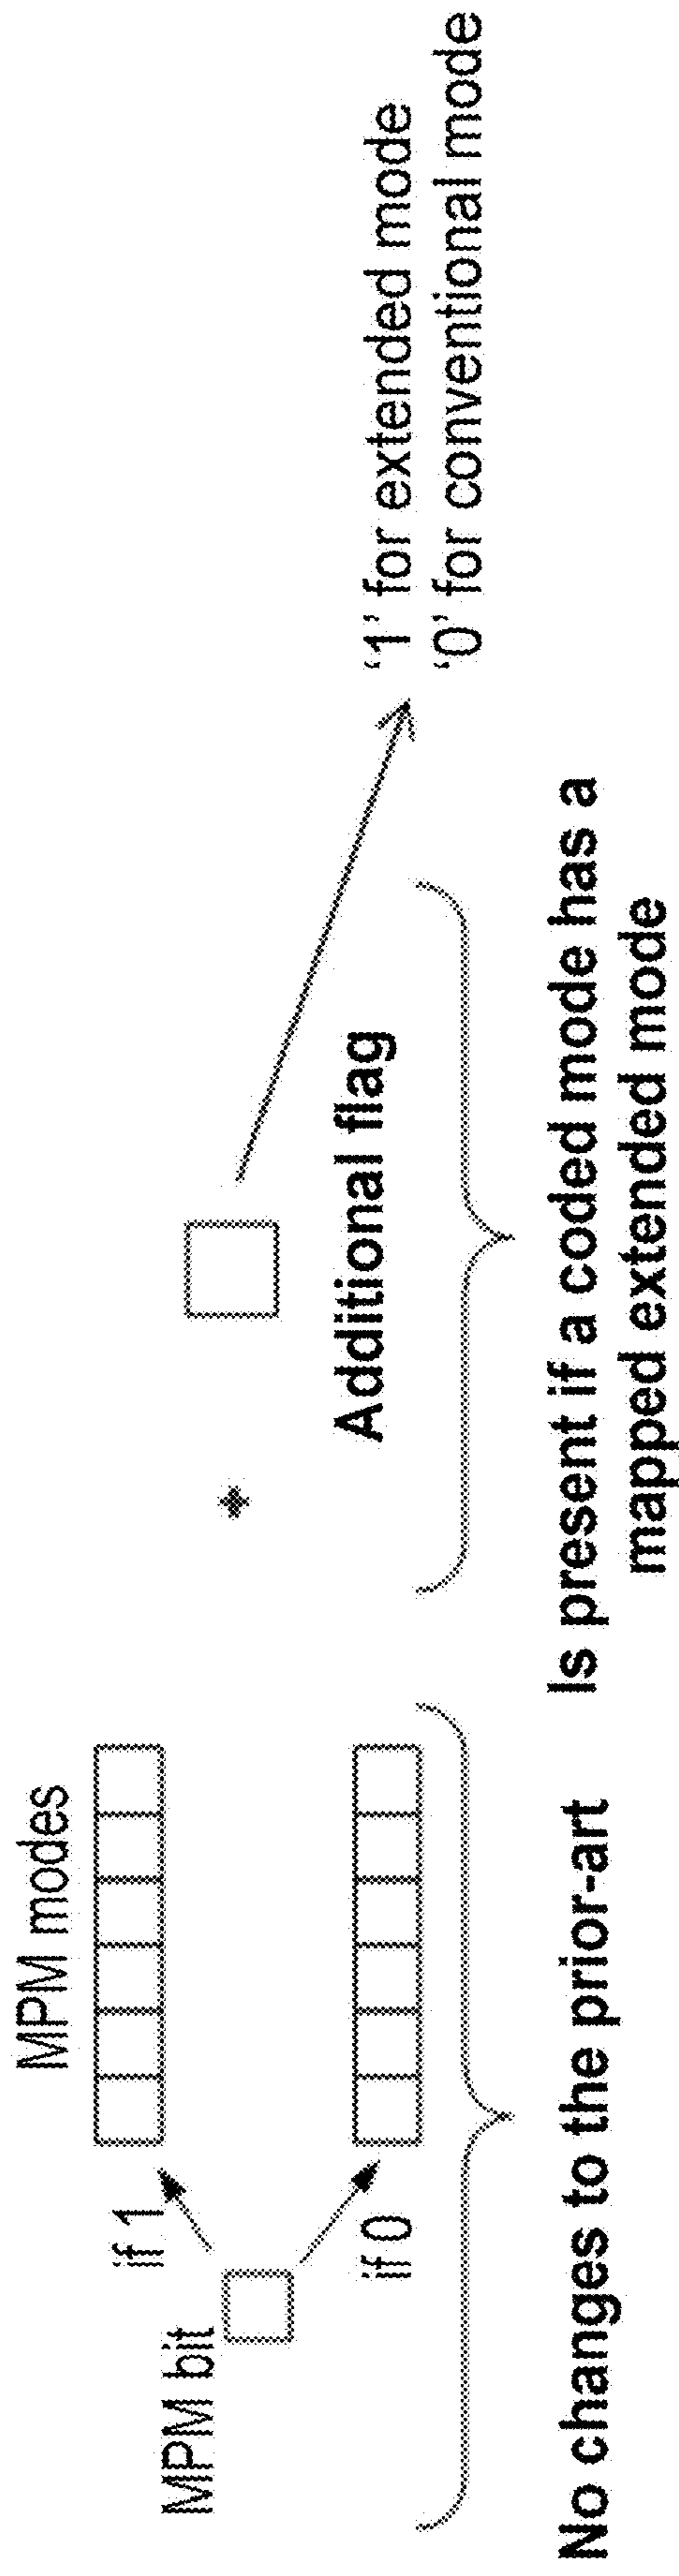 MPM modes
if 1
MPM bit
if 0
No changes to the prior-art
*
Additional flag
Is present if a coded mode has a
mapped extended mode
‘1’ for extended mode
‘0’ for conventional mode